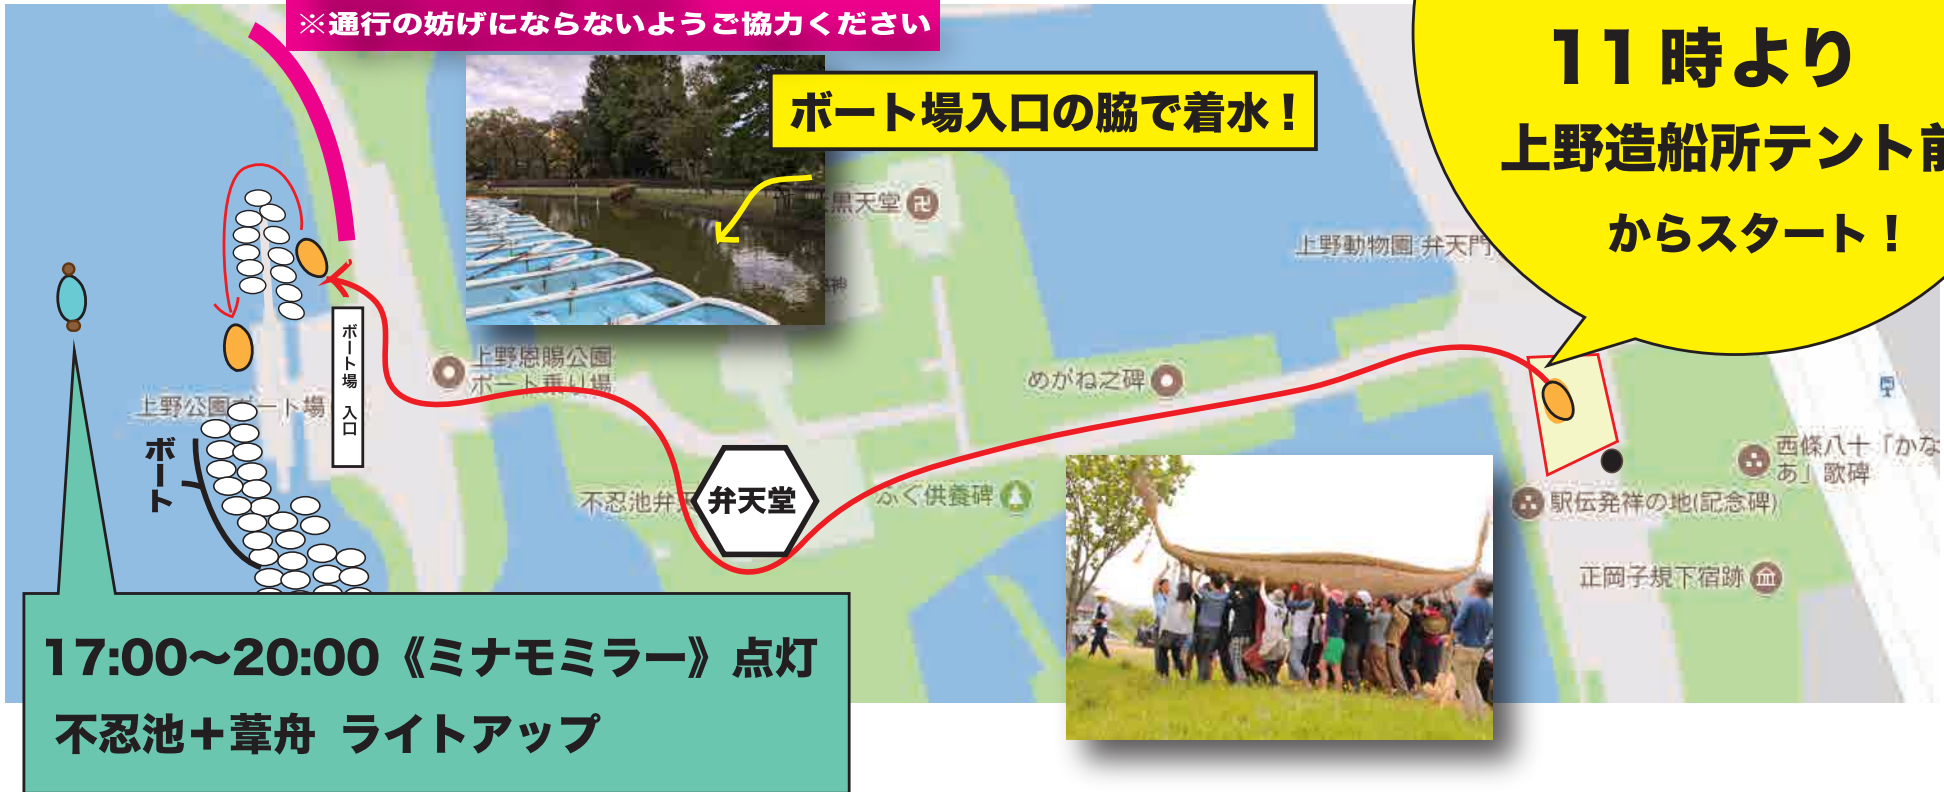 ※通行の妨げにならないようご協力ください
11時より
上野造船所テント前
からスタート！
ボート場入口の脇で着水！
黒天堂
上野動物園 弁天門
神
上野恩賜公園
ボート乗り場
めがね之碑
ボート場 入口
上野公園ボート場
ボート
不忍池弁天
弁天堂
ふく供養碑
西條八十「かな
あ」歌碑
駅伝発祥の地(記念碑)
正岡子規下宿跡
17:00〜20:00《ミナモミラー》点灯
不忍池＋葦舟 ライトアップ